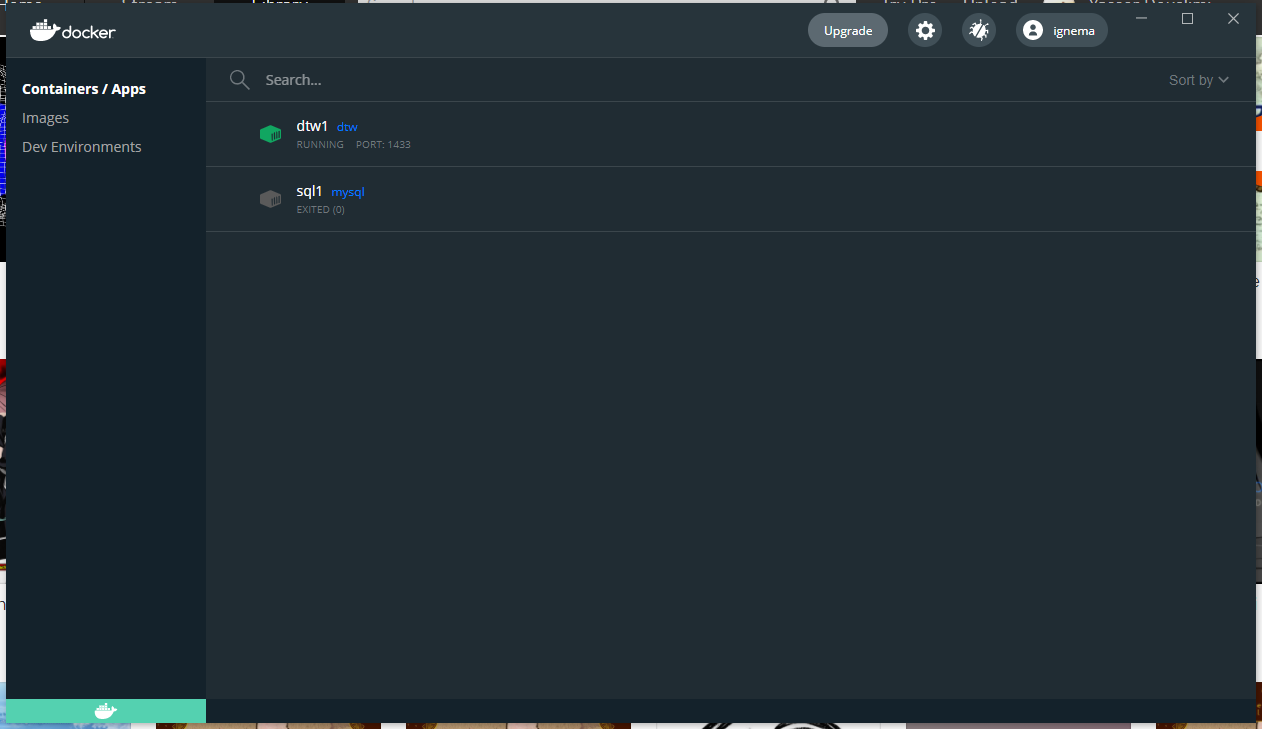 docker
Upgrade
ignema
Containers / Apps
Images
Dev Environments
Search...
Sort by
dtw1 dtw
RUNNING PORT: 1433
sql1 mysql
EXITED (0)